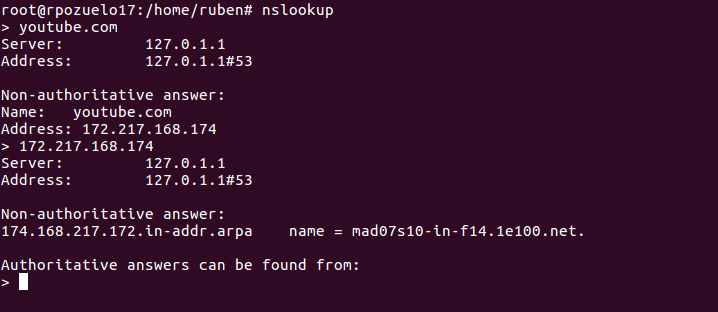 root@rpozuelo17:/home/ruben# nslookup
> youtube.com
Server:         127.0.1.1
Address:        127.0.1.1#53

Non-authoritative answer:
Name:   youtube.com
Address: 172.217.168.174
> 172.217.168.174
Server:         127.0.1.1
Address:        127.0.1.1#53

Non-authoritative answer:
174.168.217.172.in-addr.arpa    name = mad07s10-in-f14.1e100.net.

Authoritative answers can be found from:
>